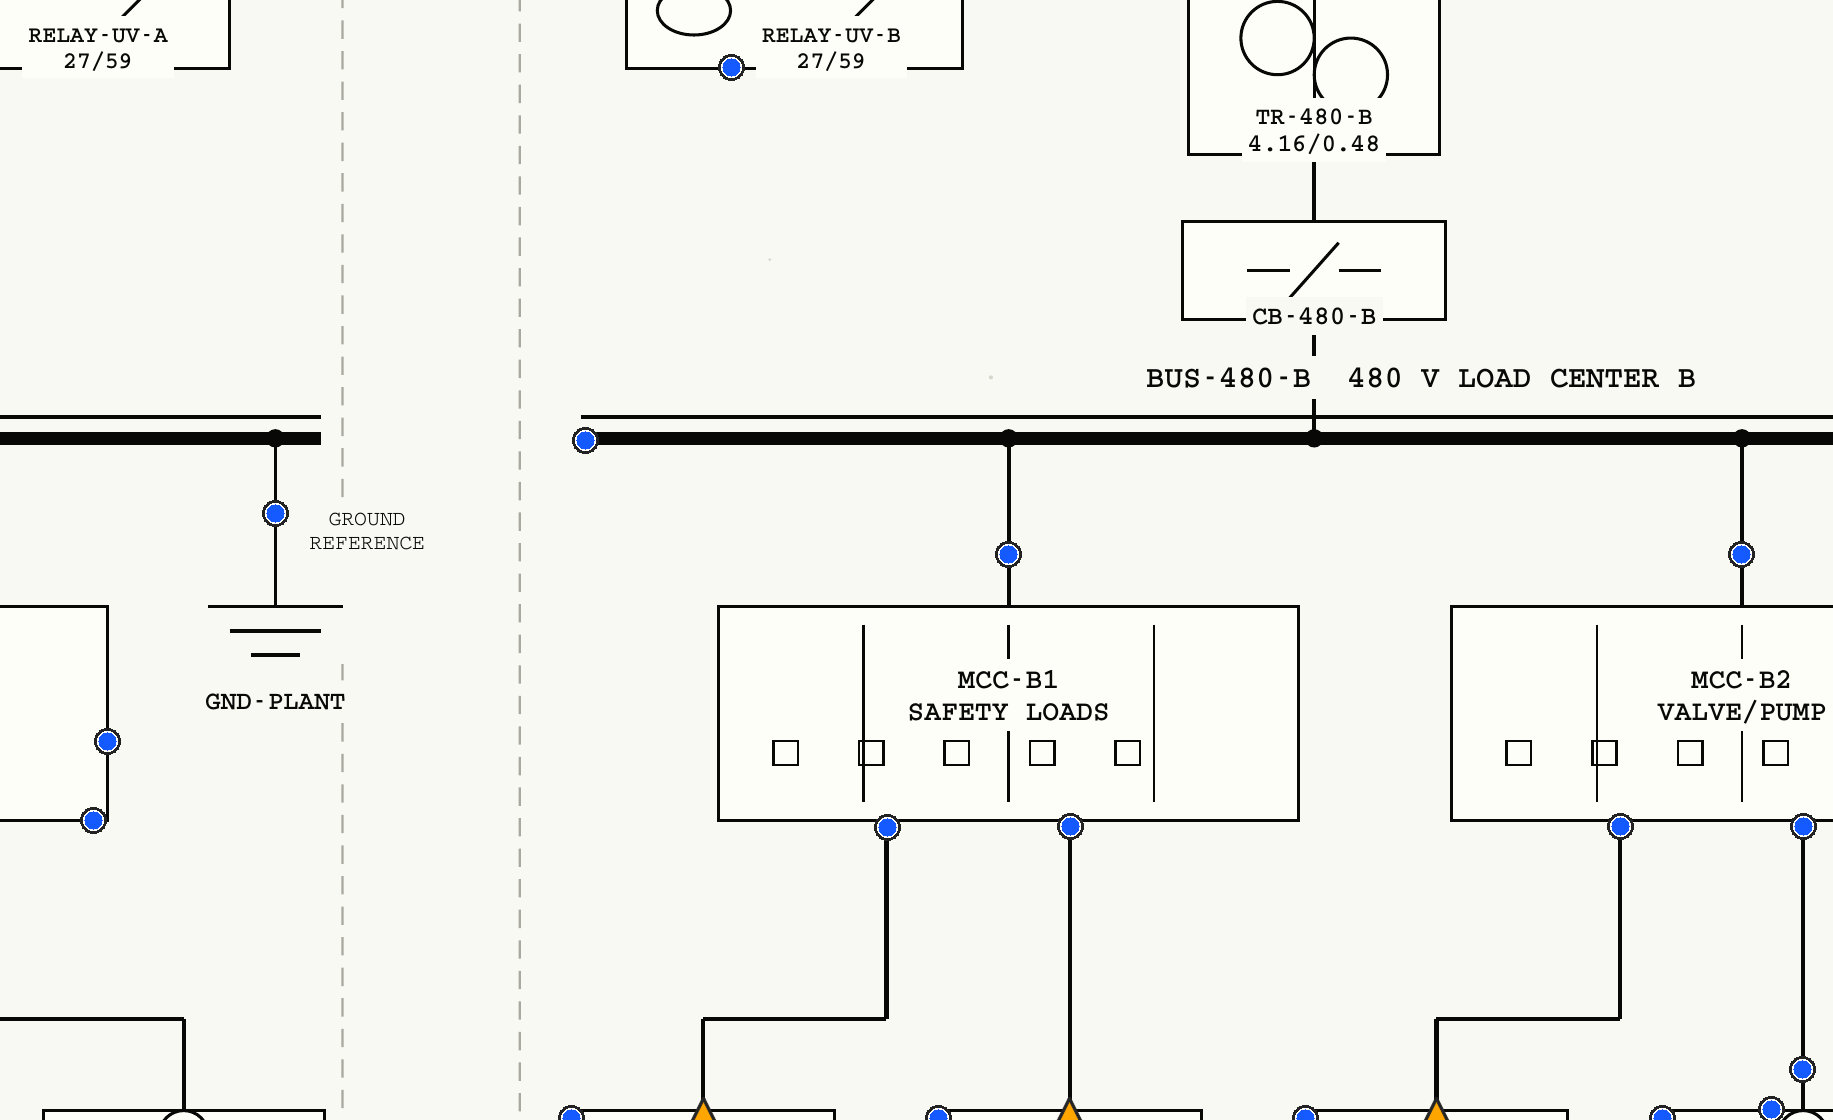 RELAY-UV-A
27/59
RELAY-UV-B
27/59
TR-480-B
4.16/0.48
CB-480-B
BUS-480-B  480 V LOAD CENTER B
GROUND
REFERENCE
GND-PLANT
MCC-B1
SAFETY LOADS
MCC-B2
VALVE/PUMP